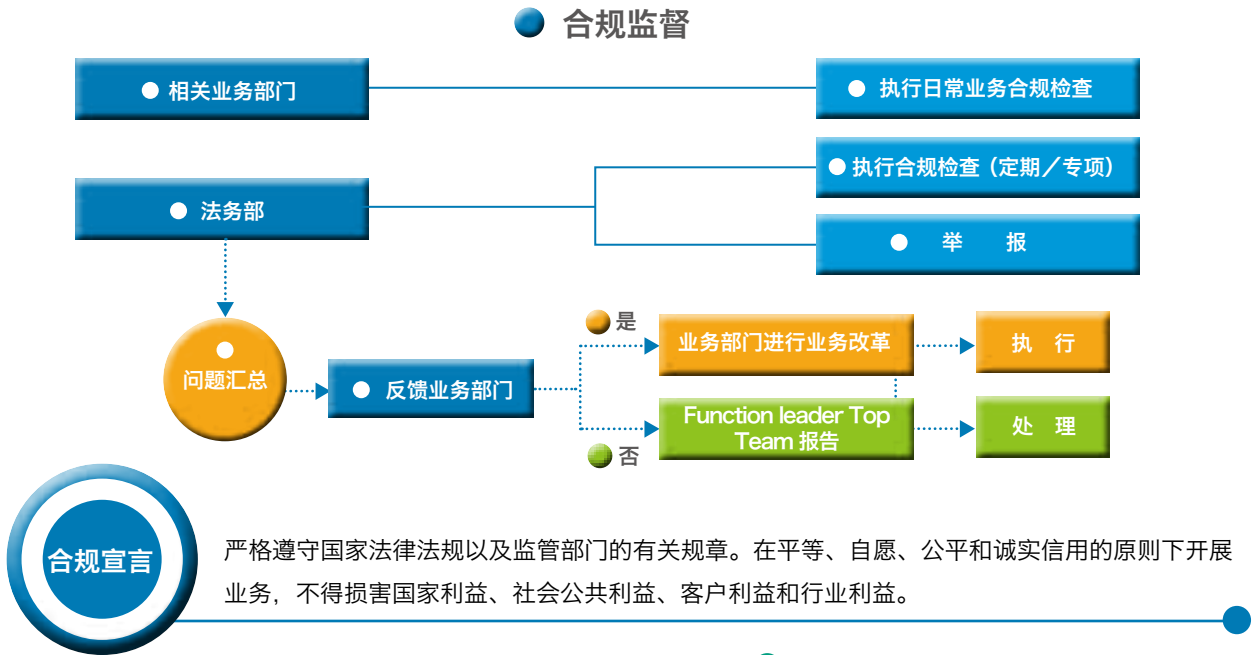 合规监督
相关业务部门
执行日常业务合规检查
执行合规检查（定期／专项）
法务部
举 报
是
业务部门进行业务改革
执 行
问题汇总
反馈业务部门
Function leader Top
Team 报告
处 理
否
合规宣言
严格遵守国家法律法规以及监管部门的有关规章。在平等、自愿、公平和诚实信用的原则下开展
业务，不得损害国家利益、社会公共利益、客户利益和行业利益。